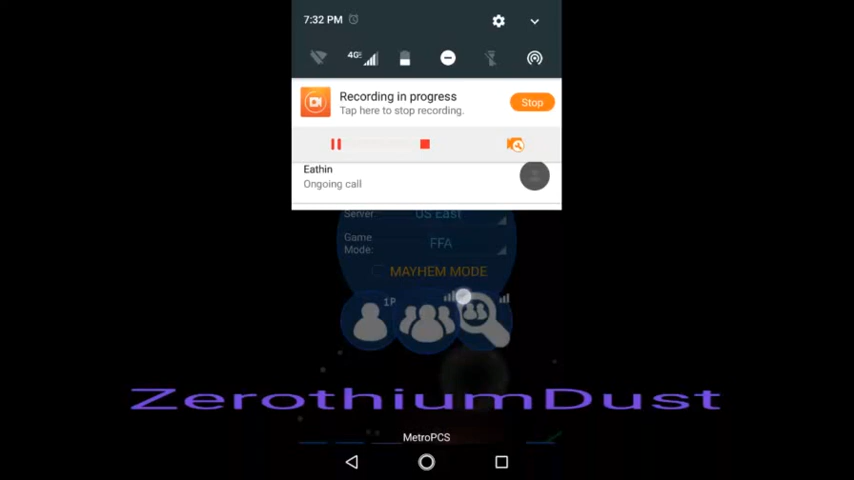 7:32 PM
4G
Recording in progress
Tap here to stop recording.
Stop
Eathin
Ongoing call
Server:
US East
Game
Mode:
FFA
MAYHEM MODE
1P
ZerothiumDust
MetroPCS